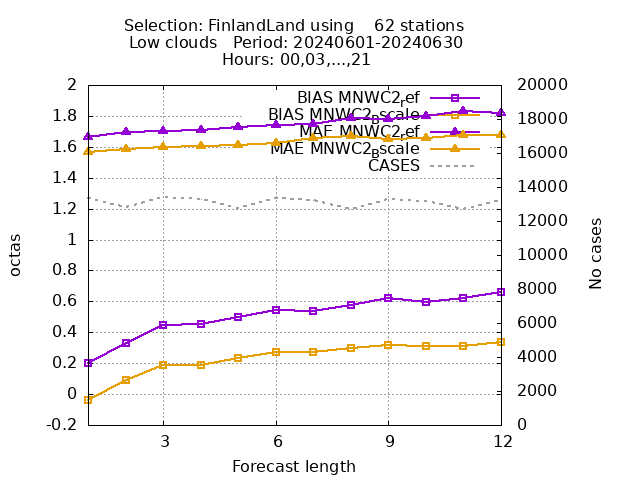 Selection: FinlandLand using    62 stations
Low clouds   Period: 20240601-20240630
Hours: 00,03,...,21
BIAS MNWC2_ref
BIAS MNWC2_Bscale
MAE MNWC2_ref
MAE MNWC2_Bscale
CASES
2
1.8
1.6
1.4
1.2
1
0.8
0.6
0.4
0.2
0
-0.2
octas
20000
18000
16000
14000
12000
10000
8000
6000
4000
2000
0
No cases
3 6 9 12
Forecast length